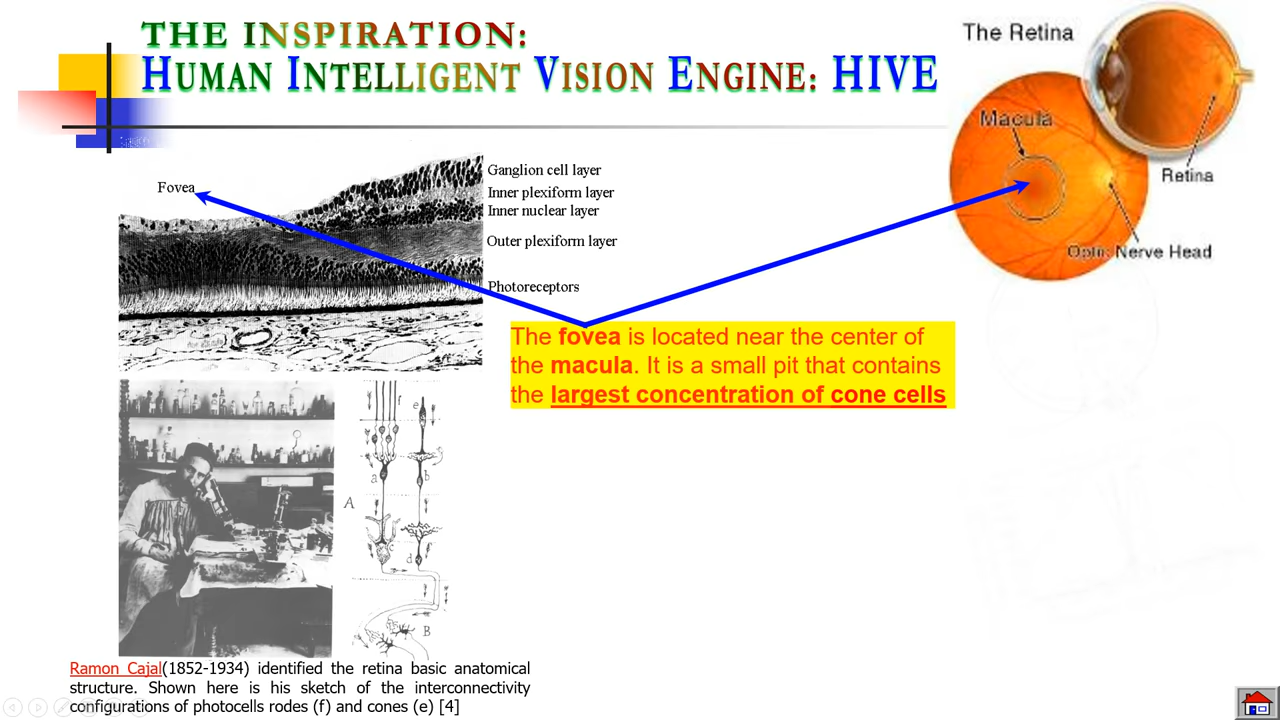 THE INSPIRATION:
HUMAN INTELLIGENT VISION ENGINE: HIVE
The Retina
Macula
Retina
Optic Nerve Head
Fovea
Ganglion cell layer
Inner plexiform layer
Inner nuclear layer
Outer plexiform layer
Photoreceptors
The fovea is located near the center of
the macula. It is a small pit that contains
the largest concentration of cone cells
f
e
a
b
A
c
d
B
Ramon Cajal(1852-1934) identified the retina basic anatomical
structure. Shown here is his sketch of the interconnectivity
configurations of photocells rodes (f) and cones (e) [4]